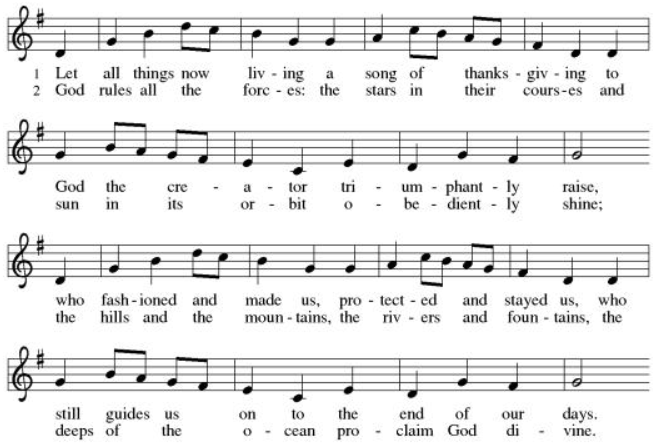 1 Let all things now liv - ing a song of thanks - giv - ing to
2 God rules all the forc - es: the stars in their cours - es and
God the cre - a - tor tri - um - phant - ly raise,
sun in its or - bit o - be - dient - ly shine;
who fash - ioned and made us, pro - tect - ed and stayed us, who
the hills and the moun - tains, the riv - ers and foun - tains, the
still guides us on to the end of our days.
deeps of the o - cean pro - claim God di - vine.